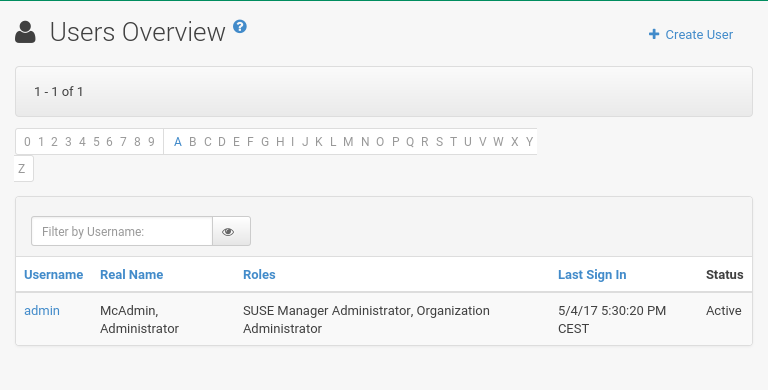 Users Overview ?
+ Create User
1 - 1 of 1
0 1 2 3 4 5 6 7 8 9 A B C D E F G H I J K L M N O P Q R S T U V W X Y
Z
Filter by Username:
Username Real Name Roles Last Sign In Status
admin McAdmin, SUSE Manager Administrator, Organization 5/4/17 5:30:20 PM Active
Administrator Administrator CEST